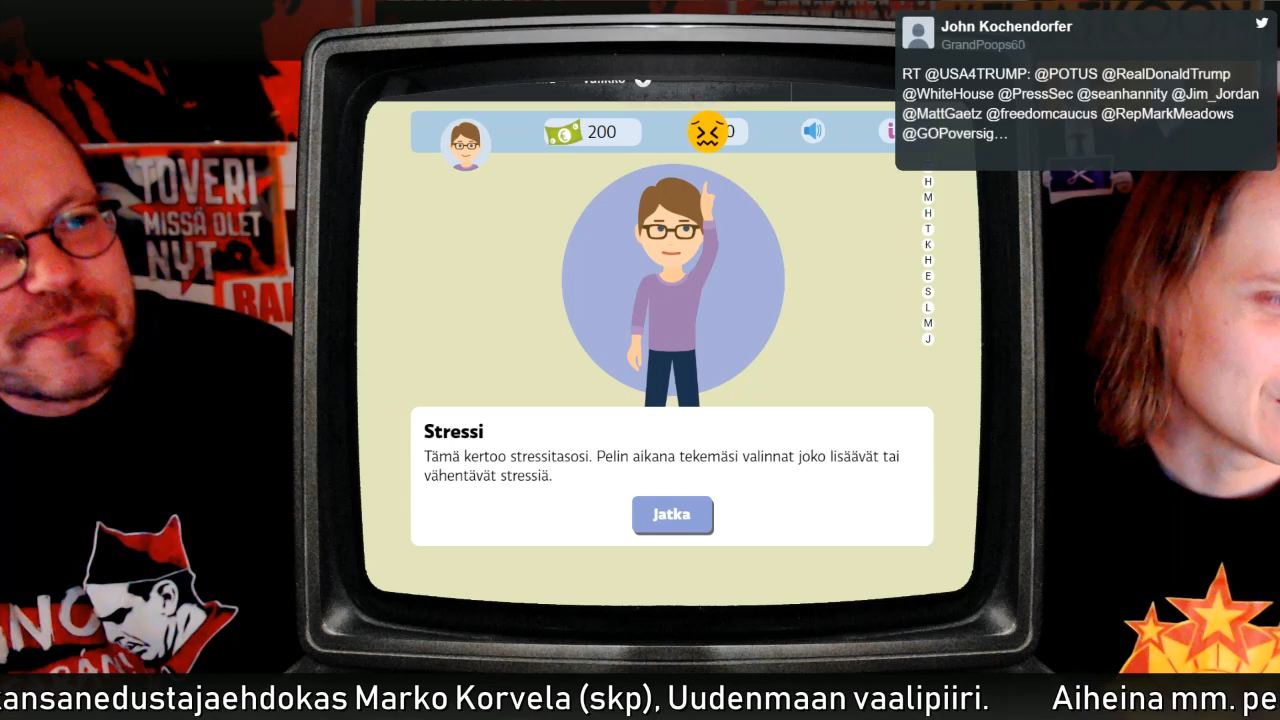 John Kochendorfer
GrandPoops60
RT @USA4TRUMP: @POTUS @RealDonaldTrump
@WhiteHouse @PressSec @seanhannity @Jim_Jordan
@MattGaetz @freedomcaucus @RepMarkMeadows
@GOPoversig…
200
0
H
M
H
T
K
H
E
S
L
M
J
TOVERI
MISSÄ OLET
NYT
Stressi
Tämä kertoo stressitasosi. Pelin aikana tekemäsi valinnat joko lisäävät tai
vähentävät stressiä.
Jatka
kansanedustajaehdokas Marko Korvela (skp), Uudenmaan vaalipiiri. Aiheina mm. pe